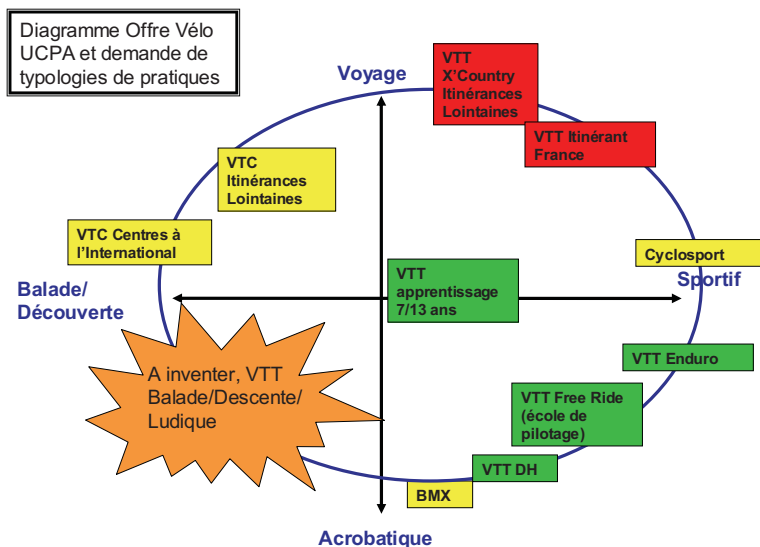 Diagramme Offre Vélo
UCPA et demande de
typologies de pratiques
Voyage
VTT
X'Country
Itinérances
Lointaines
VTT Itinérant
France
VTC
Itinérances
Lointaines
VTC Centres à
l'International
Cyclosport
Balade/
Découverte
VTT
apprentissage
7/13 ans
Sportif
A inventer, VTT
Balade/Descente/
Ludique
VTT Enduro
VTT Free Ride
(école de
pilotage)
VTT DH
BMX
Acrobatique